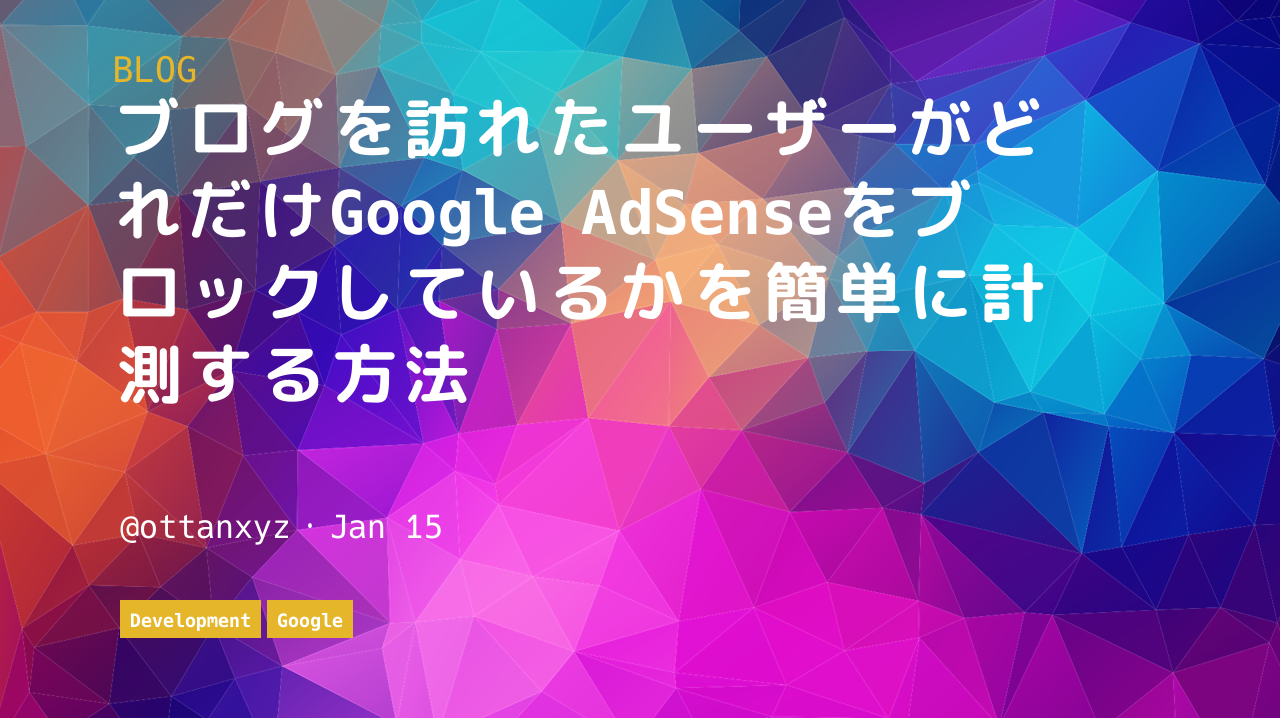 BLOG
ブログを訪れたユーザーがど
れだけGoogle AdSenseをブ
ロックしているかを簡単に計
測する方法
@ottanxyz · Jan 15
Development Google